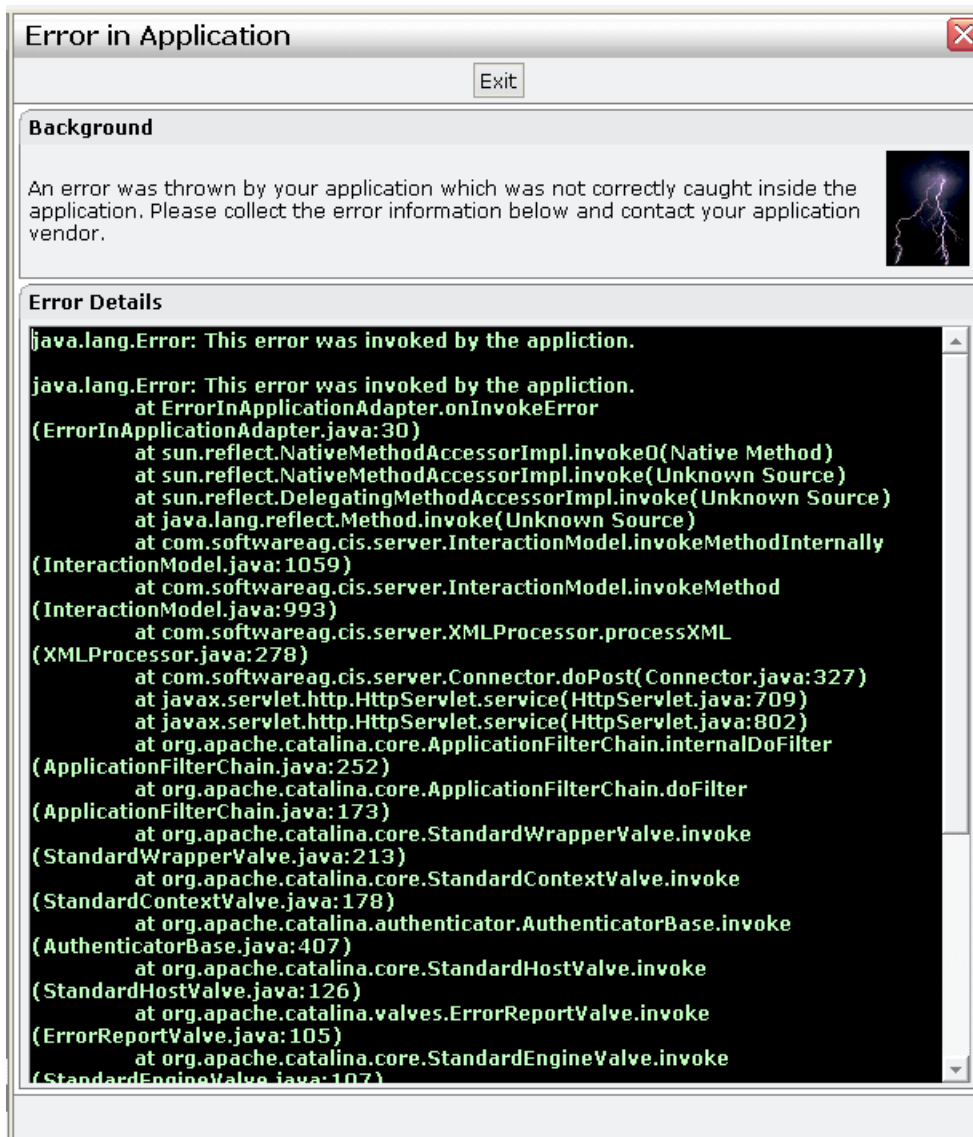 Error in Application
Exit
Background
An error was thrown by your application which was not correctly caught inside the
application. Please collect the error information below and contact your application
vendor.
Error Details
java.lang.Error: This error was invoked by the appliction.
java.lang.Error: This error was invoked by the appliction.
at ErrorInApplicationAdapter.onInvokeError
(ErrorInApplicationAdapter.java:30)
at sun.reflect.NativeMethodAccessorImpl.invoke0(Native Method)
at sun.reflect.NativeMethodAccessorImpl.invoke(Unknown Source)
at sun.reflect.DelegatingMethodAccessorImpl.invoke(Unknown Source)
at java.lang.reflect.Method.invoke(Unknown Source)
at com.softwareag.cis.server.InteractionModel.invokeMethodInternally
(InteractionModel.java:1059)
at com.softwareag.cis.server.InteractionModel.invokeMethod
(InteractionModel.java:993)
at com.softwareag.cis.server.XMLProcessor.processXML
(XMLProcessor.java:278)
at com.softwareag.cis.server.Connector.doPost(Connector.java:327)
at javax.servlet.http.HttpServlet.service(HttpServlet.java:709)
at javax.servlet.http.HttpServlet.service(HttpServlet.java:802)
at org.apache.catalina.core.ApplicationFilterChain.internalDoFilter
(ApplicationFilterChain.java:252)
at org.apache.catalina.core.ApplicationFilterChain.doFilter
(ApplicationFilterChain.java:173)
at org.apache.catalina.core.StandardWrapperValve.invoke
(StandardWrapperValve.java:213)
at org.apache.catalina.core.StandardContextValve.invoke
(StandardContextValve.java:178)
at org.apache.catalina.authenticator.AuthenticatorBase.invoke
(AuthenticatorBase.java:407)
at org.apache.catalina.core.StandardHostValve.invoke
(StandardHostValve.java:126)
at org.apache.catalina.valves.ErrorReportValve.invoke
(ErrorReportValve.java:105)
at org.apache.catalina.core.StandardEngineValve.invoke
(StandardEngineValve.java:107)